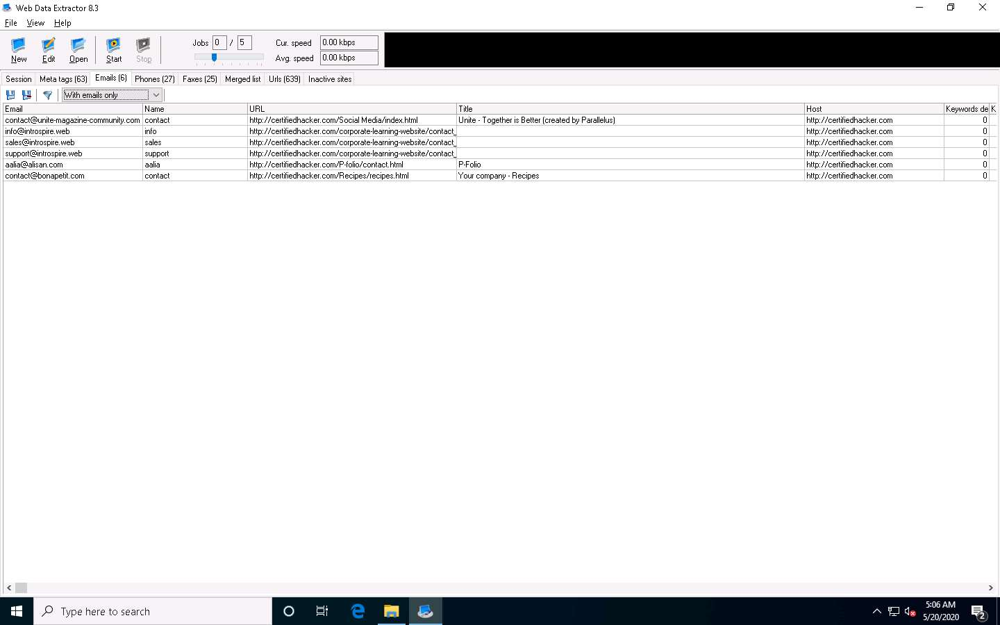 Web Data Extractor 8.3
File View Help
New Edit Open Start Stop Jobs 0 / 5 Cur. speed 0.00 kbps
Avg. speed 0.00 kbps
Session Meta tags (63) Emails (6) Phones (27) Faxes (25) Merged list Urls (639) Inactive sites
With emails only
Email Name URL Title Host Keywords de K
contact@unite-magazine-community.com contact http://certifiedhacker.com/Social Media/index.html Unite - Together is Better (created by Parallelus) http://certifiedhacker.com 0
info@introspire.web info http://certifiedhacker.com/corporate-learning-website/contact_ http://certifiedhacker.com 0
sales@introspire.web sales http://certifiedhacker.com/corporate-learning-website/contact_ http://certifiedhacker.com 0
support@introspire.web support http://certifiedhacker.com/corporate-learning-website/contact_ http://certifiedhacker.com 0
aalia@alisan.com aalia http://certifiedhacker.com/P-folio/contact.html P-Folio http://certifiedhacker.com 0
contact@bonapetit.com contact http://certifiedhacker.com/Recipes/recipes.html Your company - Recipes http://certifiedhacker.com 0
Type here to search
5:06 AM
5/20/2020
2